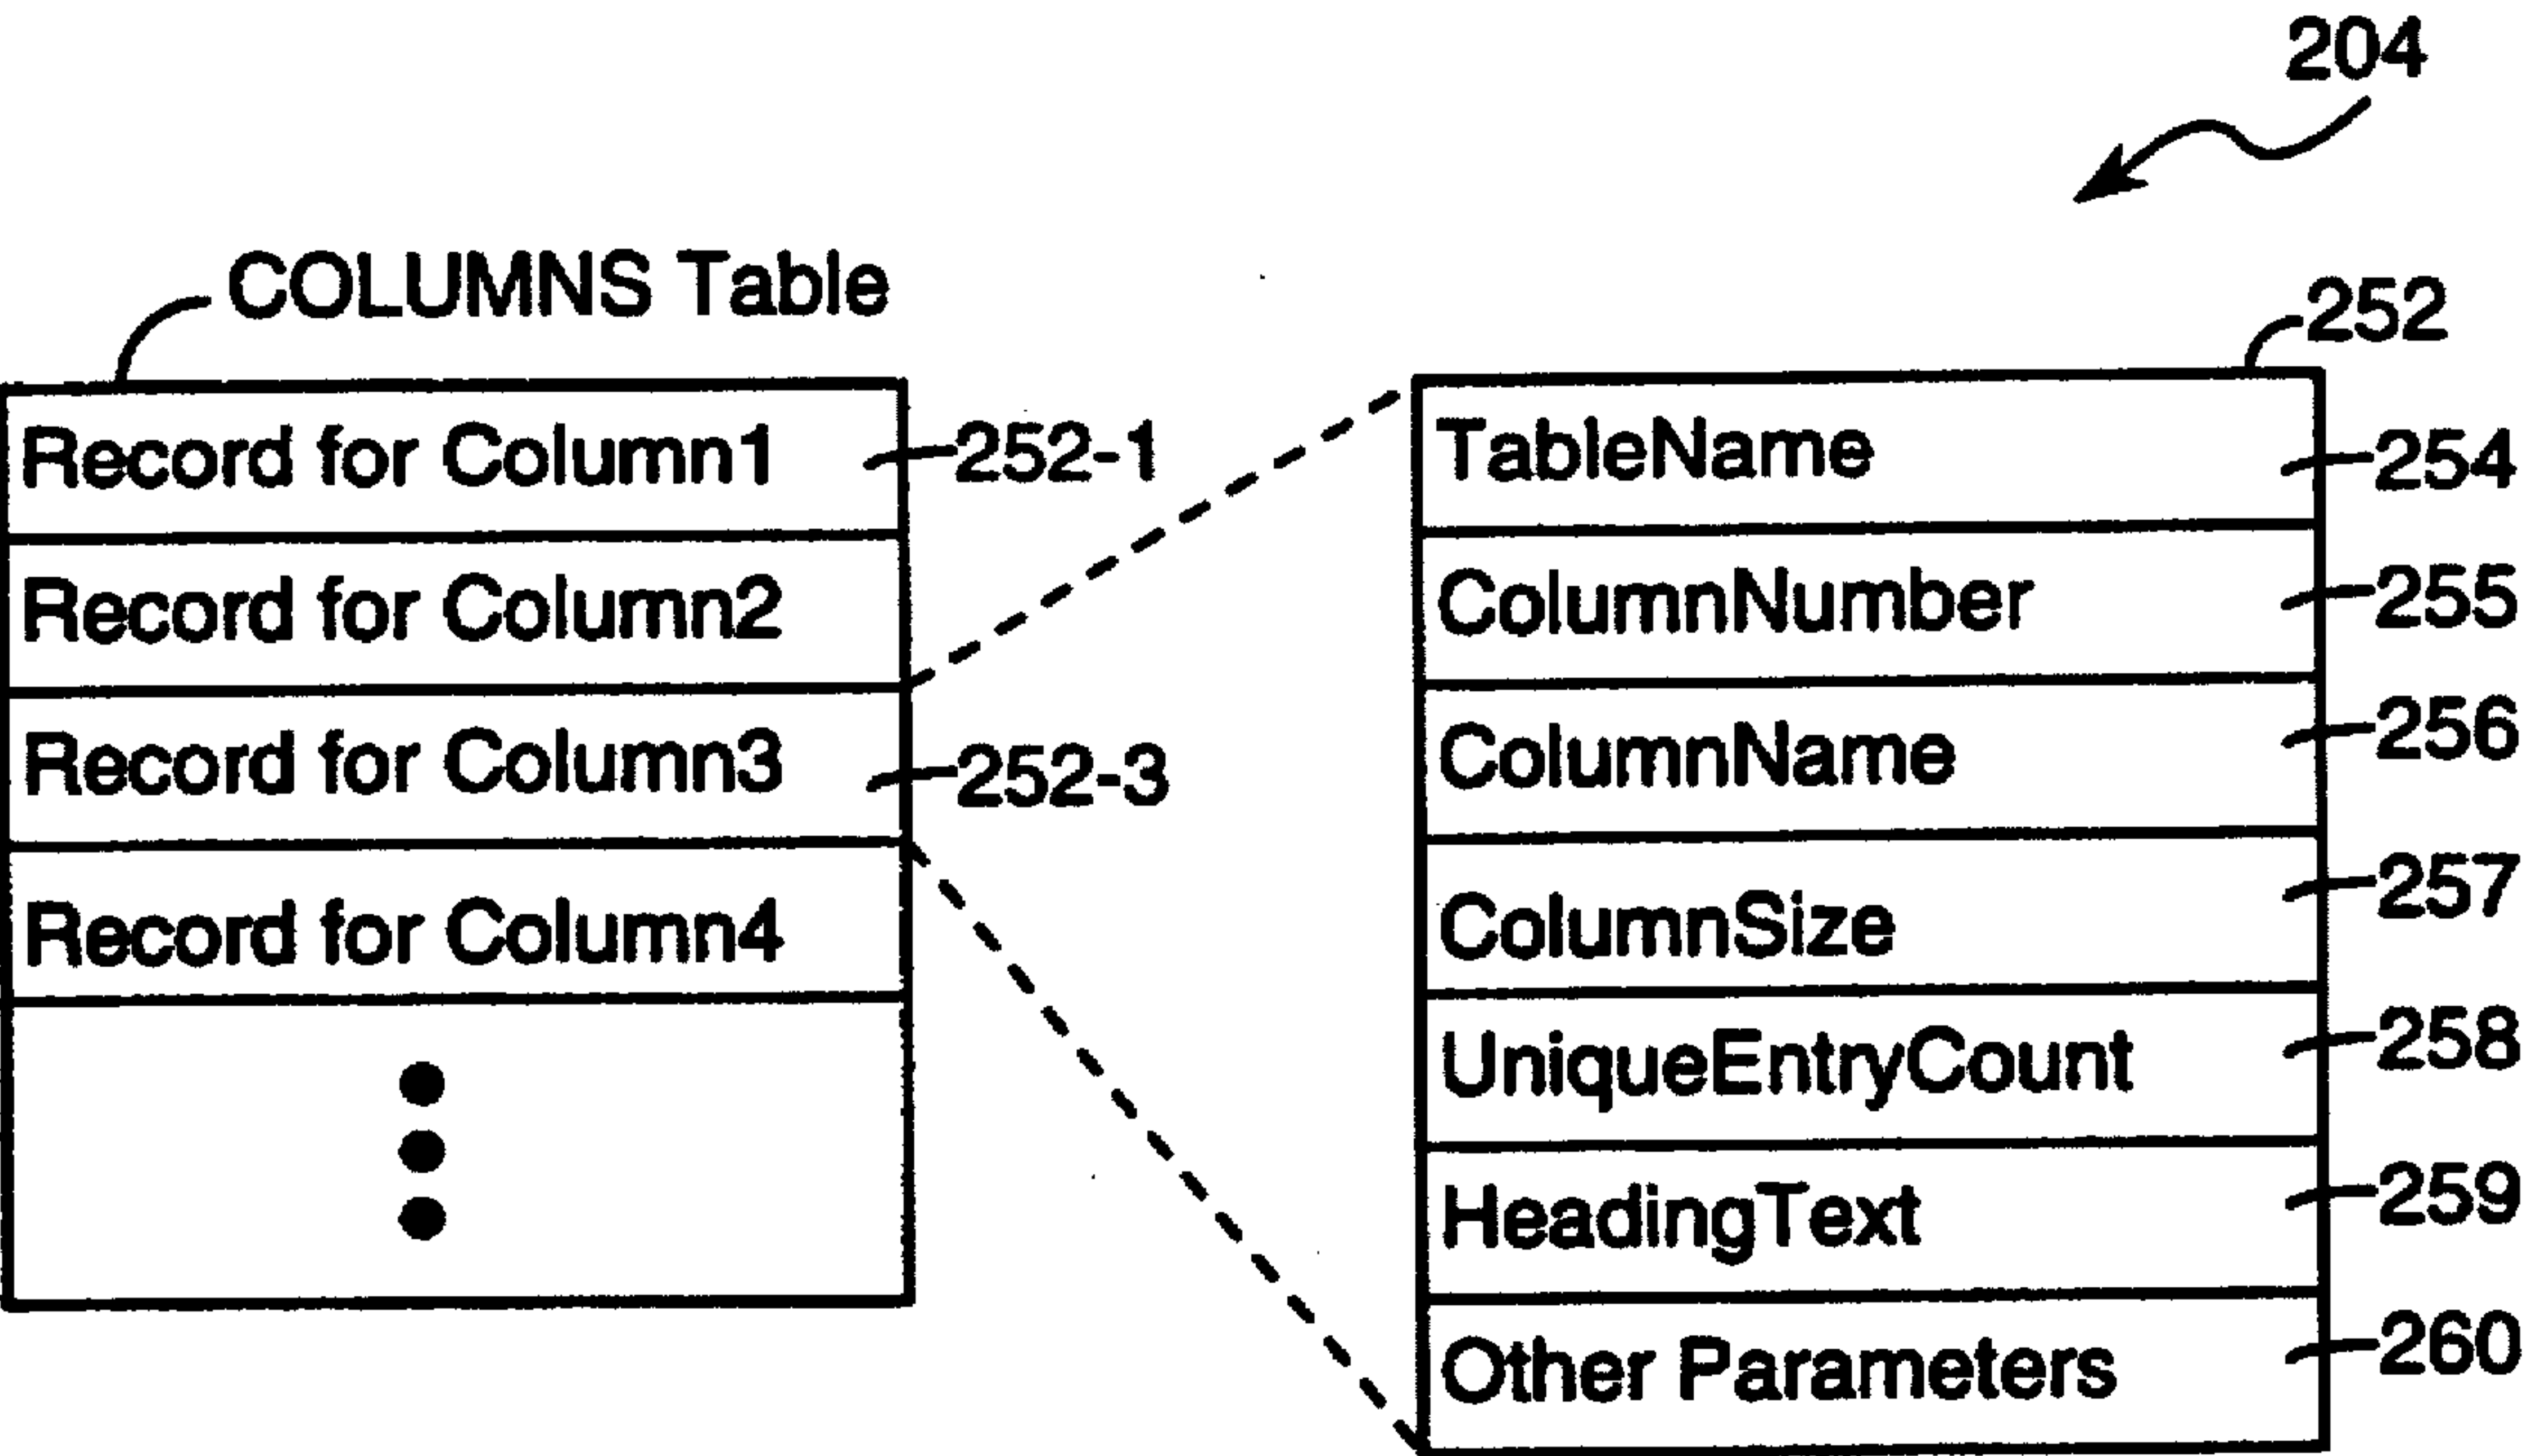 204
COLUMNS Table
Record for Column1
252-1
Record for Column2
Record for Column3
252-3
Record for Column4
252
TableName
254
ColumnNumber
255
ColumnName
256
ColumnSize
257
UniqueEntryCount
258
HeadingText
259
Other Parameters
260